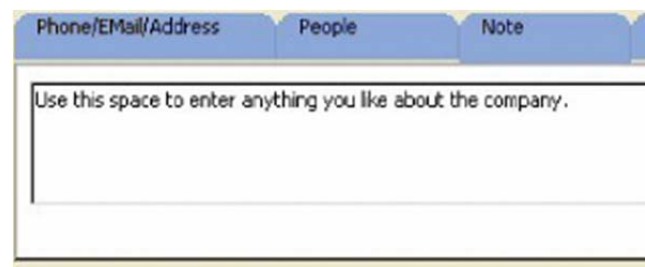 Phone/EMail/Address People Note
Use this space to enter anything you like about the company.